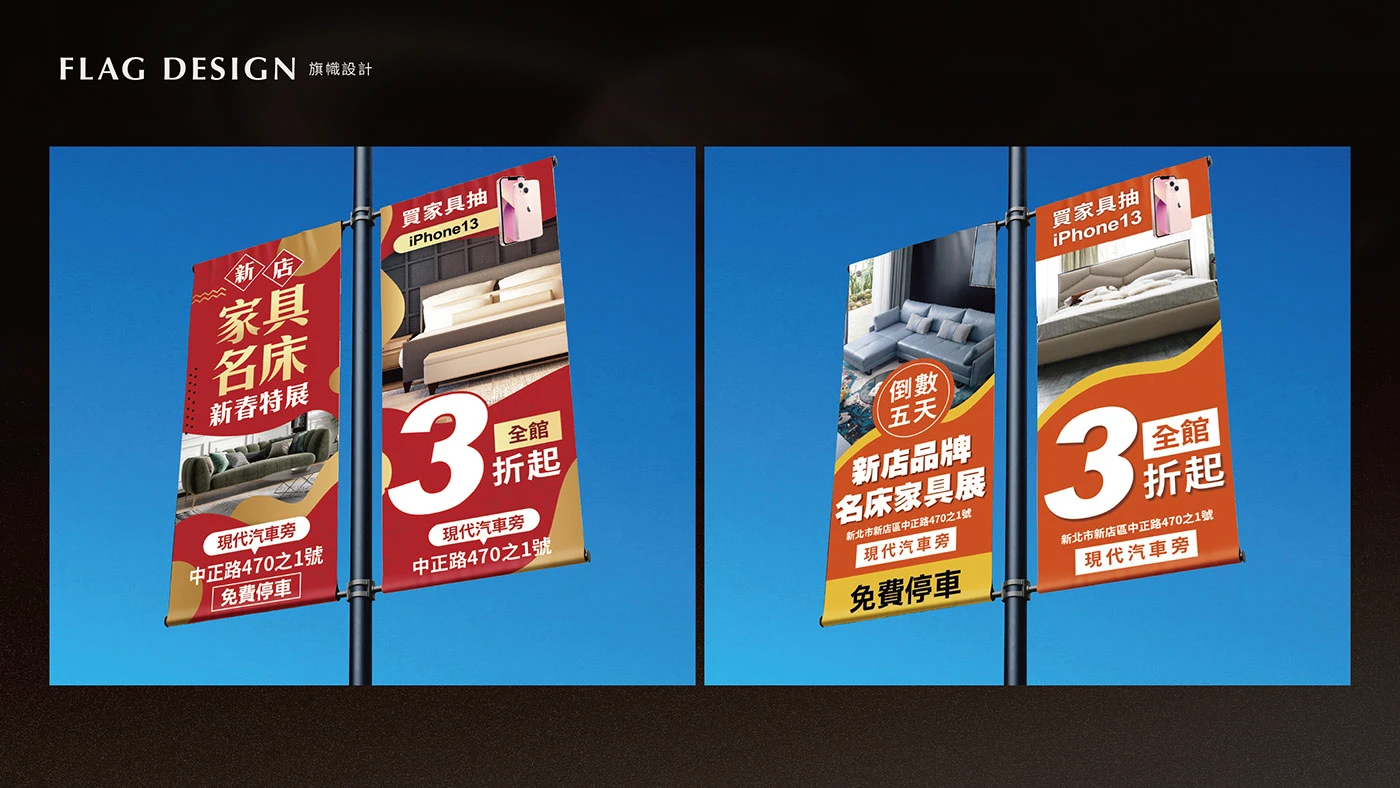 FLAG DESIGN 旗幟設計
新店
家具
名床
新春特展
現代汽車旁
中正路470之1號
免費停車
買家具抽
iPhone13
3
全館
折起
現代汽車旁
中正路470之1號
倒數
五天
新店品牌
名床家具展
新北市新店區中正路470之1號
現代汽車旁
免費停車
買家具抽
iPhone13
3
全館
折起
新北市新店區中正路470之1號
現代汽車旁